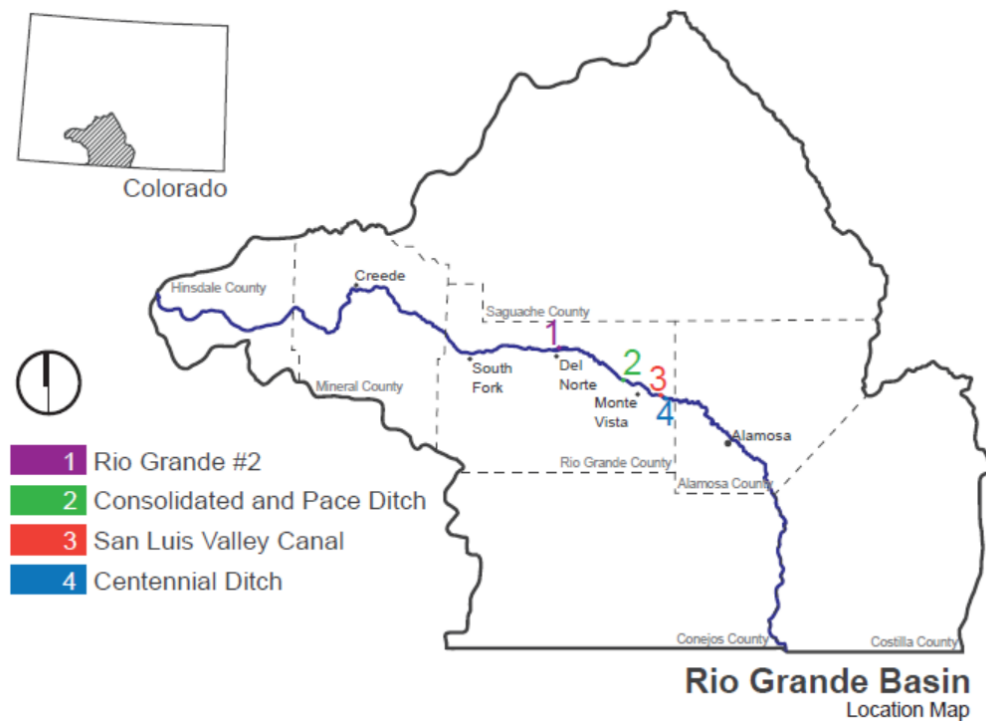 Colorado
Hinsdale County
Creede
Saguache County
1
Mineral County
South
Fork
Del
Norte
2
3
Monte
Vista
4
Alamosa
Rio Grande County
Alamosa County
1 Rio Grande #2
2 Consolidated and Pace Ditch
3 San Luis Valley Canal
4 Centennial Ditch
Conejos County
Costilla County
Rio Grande Basin
Location Map